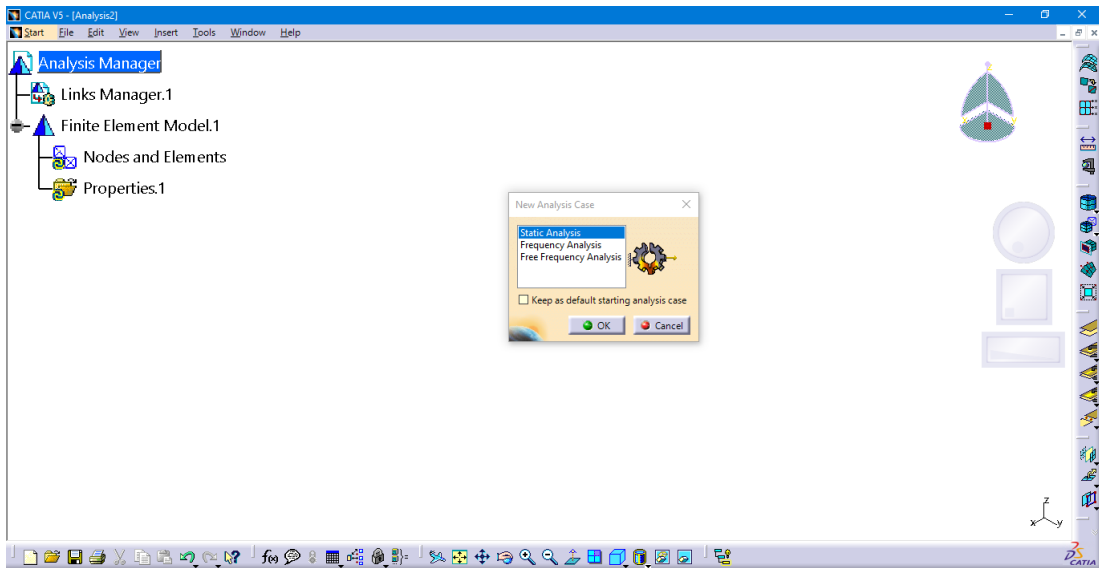 CATIA V5 - [Analysis2]
Start File Edit View Insert Tools Window Help
Analysis Manager
Links Manager.1
Finite Element Model.1
Nodes and Elements
Properties.1
New Analysis Case
Static Analysis
Frequency Analysis
Free Frequency Analysis
Keep as default starting analysis case
OK Cancel
z
x y
f(x)
CATIA